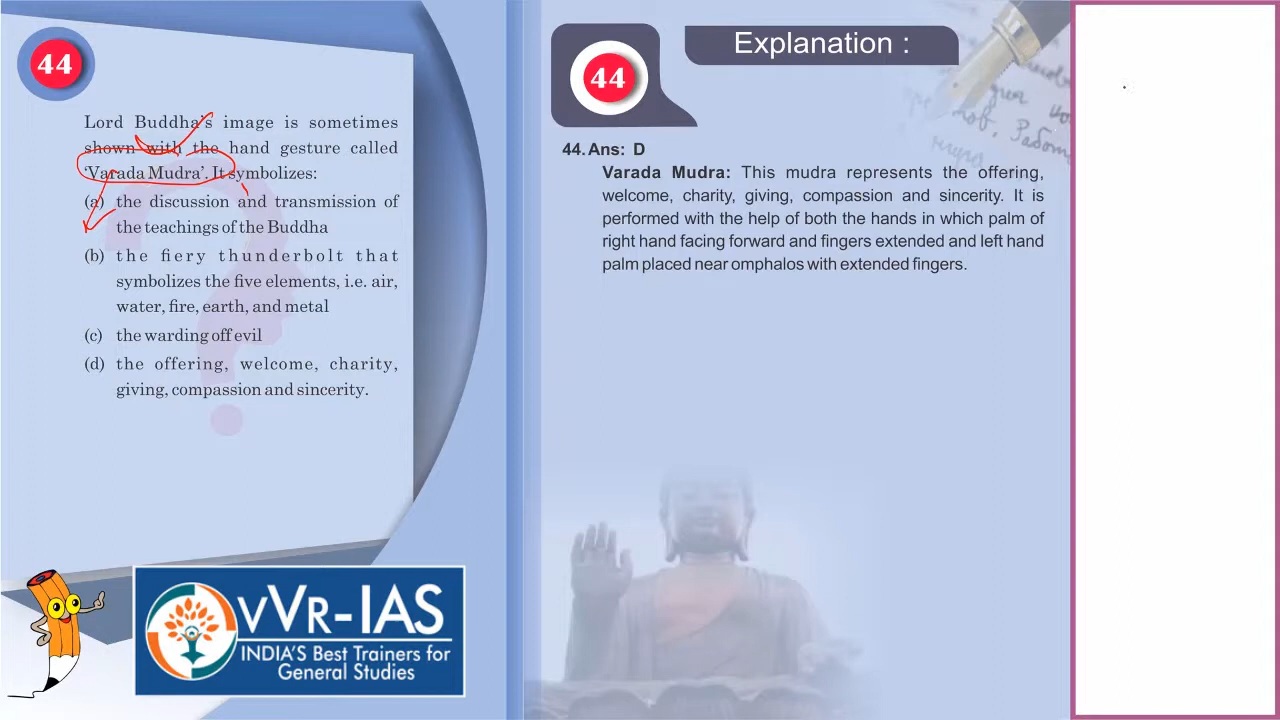 44
Lord Buddha's image is sometimes
shown with the hand gesture called
'Varada Mudra'. It symbolizes:
(a) the discussion and transmission of
the teachings of the Buddha
(b) the fiery thunderbolt that
symbolizes the five elements, i.e. air,
water, fire, earth, and metal
(c) the warding off evil
(d) the offering, welcome, charity,
giving, compassion and sincerity.
vVR-IAS
INDIA'S Best Trainers for
General Studies
44
Explanation :
44. Ans: D
Varada Mudra: This mudra represents the offering,
welcome, charity, giving, compassion and sincerity. It is
performed with the help of both the hands in which palm of
right hand facing forward and fingers extended and left hand
palm placed near omphalos with extended fingers.